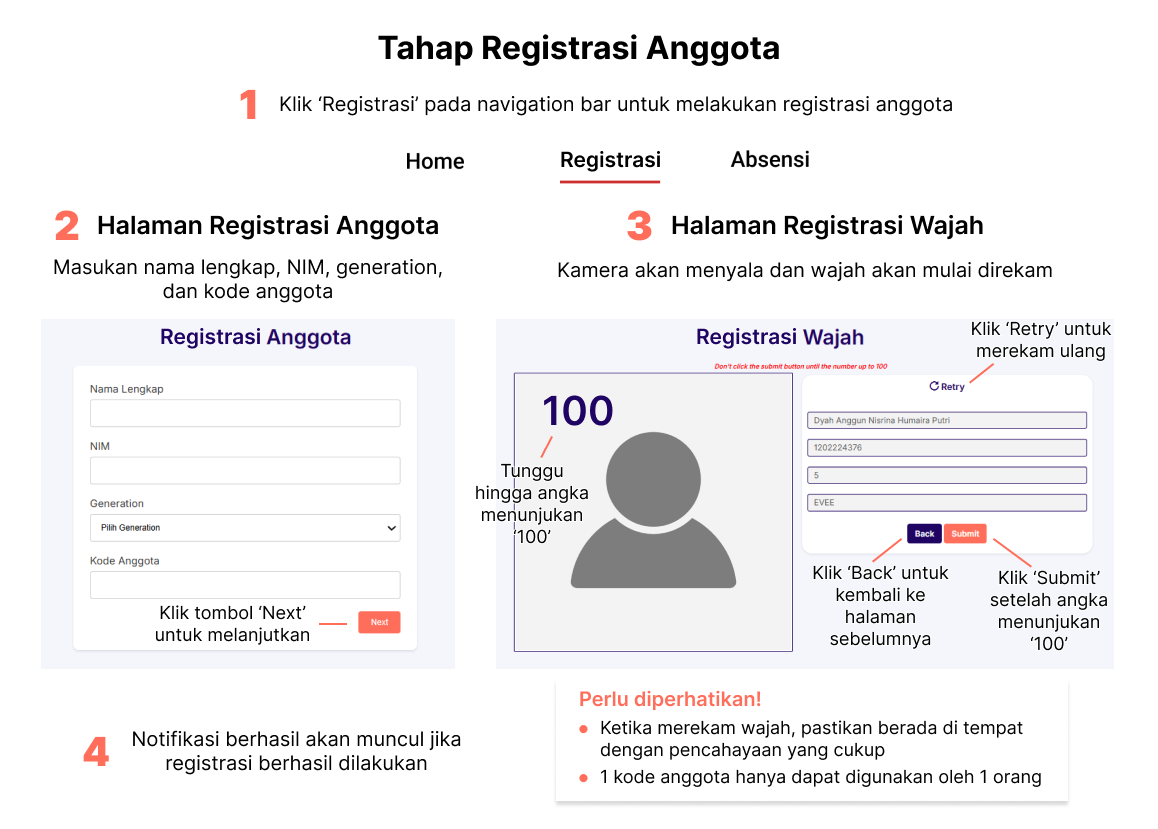 Tahap Registrasi Anggota
1 Klik ‘Registrasi’ pada navigation bar untuk melakukan registrasi anggota
Home Registrasi Absensi
2 Halaman Registrasi Anggota
Masukan nama lengkap, NIM, generation,
dan kode anggota
Registrasi Anggota
Nama Lengkap
NIM
Generation
Pilih Generation
Kode Anggota
Klik tombol ‘Next’
untuk melanjutkan
Next
3 Halaman Registrasi Wajah
Kamera akan menyala dan wajah akan mulai direkam
Registrasi Wajah
Klik ‘Retry’ untuk
merekam ulang
Don't click the submit button until the number up to 100
100
Tunggu
hingga angka
menunjukan
‘100’
Retry
Dyah Anggun Nisrina Humaira Putri
1202224376
5
EVEE
Back Submit
Klik ‘Back’ untuk
kembali ke
halaman
sebelumnya
Klik ‘Submit’
setelah angka
menunjukan
‘100’
4 Notifikasi berhasil akan muncul jika
registrasi berhasil dilakukan
Perlu diperhatikan!
• Ketika merekam wajah, pastikan berada di tempat
dengan pencahayaan yang cukup
• 1 kode anggota hanya dapat digunakan oleh 1 orang